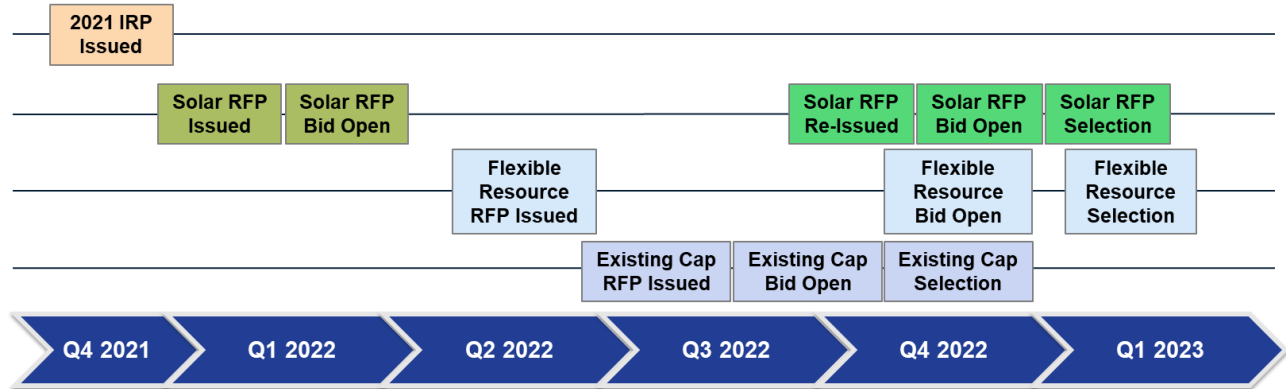 2021 IRP
Issued
Solar RFP
Issued
Solar RFP
Bid Open
Solar RFP
Re-Issued
Solar RFP
Bid Open
Solar RFP
Selection
Flexible
Resource
RFP Issued
Flexible
Resource
Bid Open
Flexible
Resource
Selection
Existing Cap
RFP Issued
Existing Cap
Bid Open
Existing Cap
Selection
Q4 2021
Q1 2022
Q2 2022
Q3 2022
Q4 2022
Q1 2023